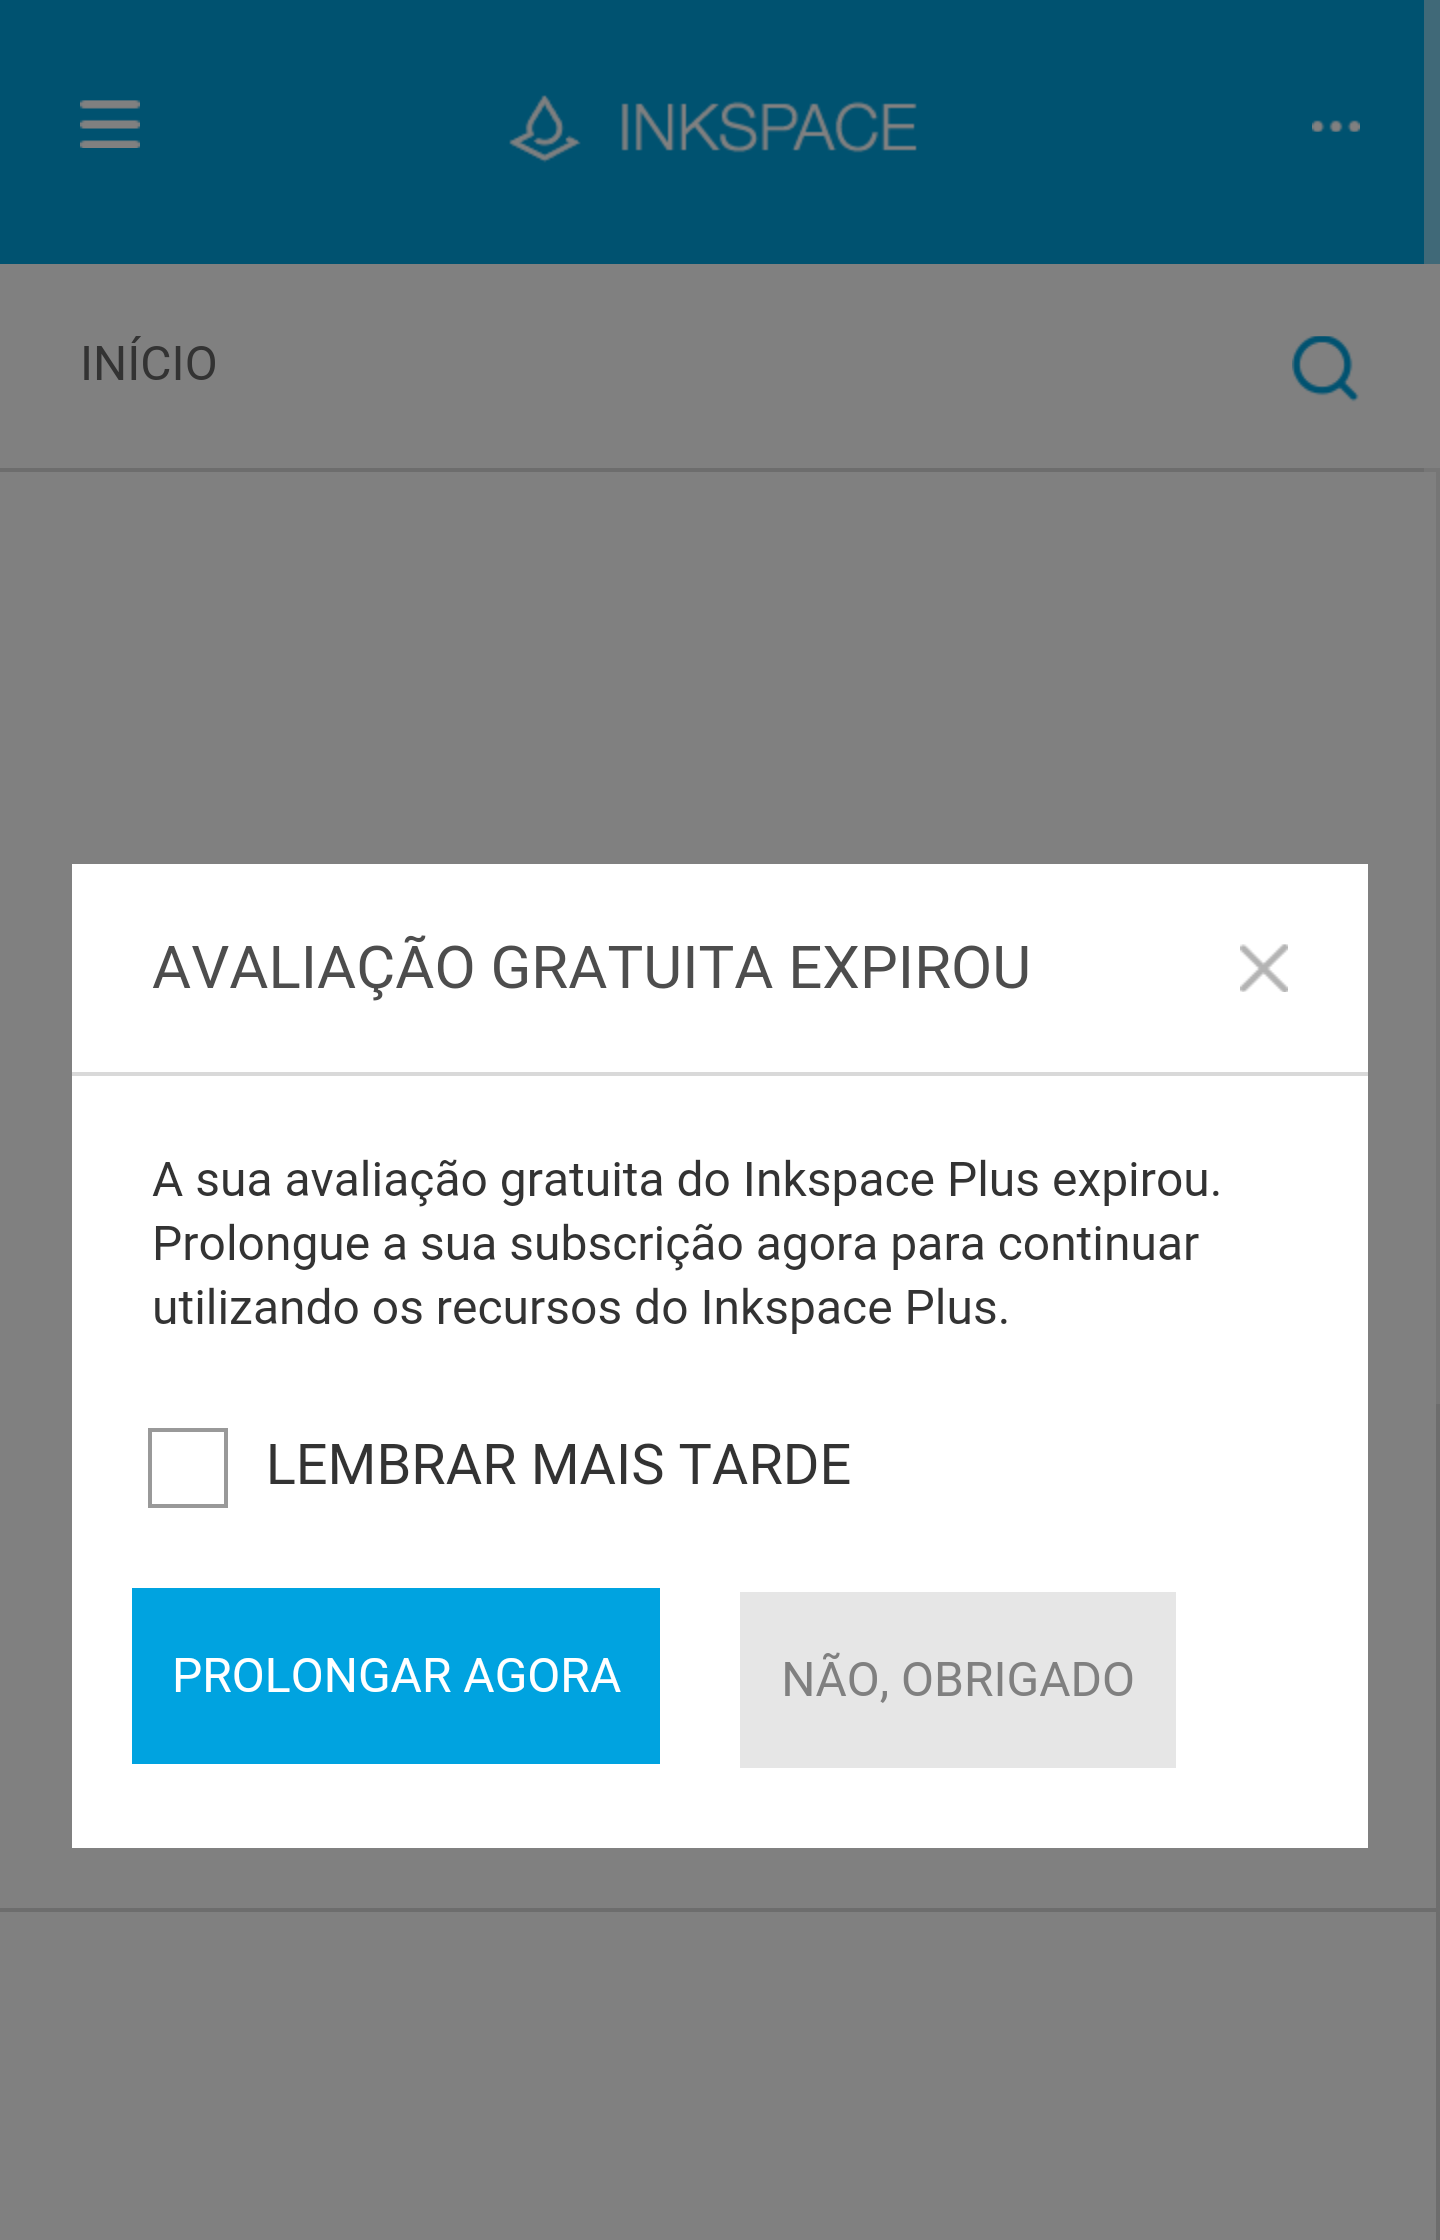 INKSPACE
INÍCIO
AVALIAÇÃO GRATUITA EXPIROU
A sua avaliação gratuita do Inkspace Plus expirou.
Prolongue a sua subscrição agora para continuar
utilizando os recursos do Inkspace Plus.
LEMBRAR MAIS TARDE
PROLONGAR AGORA
NÃO, OBRIGADO